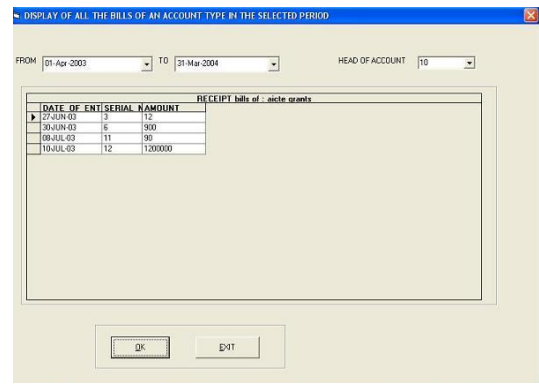 DISPLAY OF ALL THE BILLS OF AN ACCOUNT TYPE IN THE SELECTED PERIOD
FROM 01-Apr-2003 TO 31-Mar-2004 HEAD OF ACCOUNT 10
RECEIPT bills of : aicte grants
DATE OF ENT SERIAL N AMOUNT
27-JUN-03 3 12
30-JUN-03 6 900
08-JUL-03 11 90
10-JUL-03 12 1200000
OK EXIT